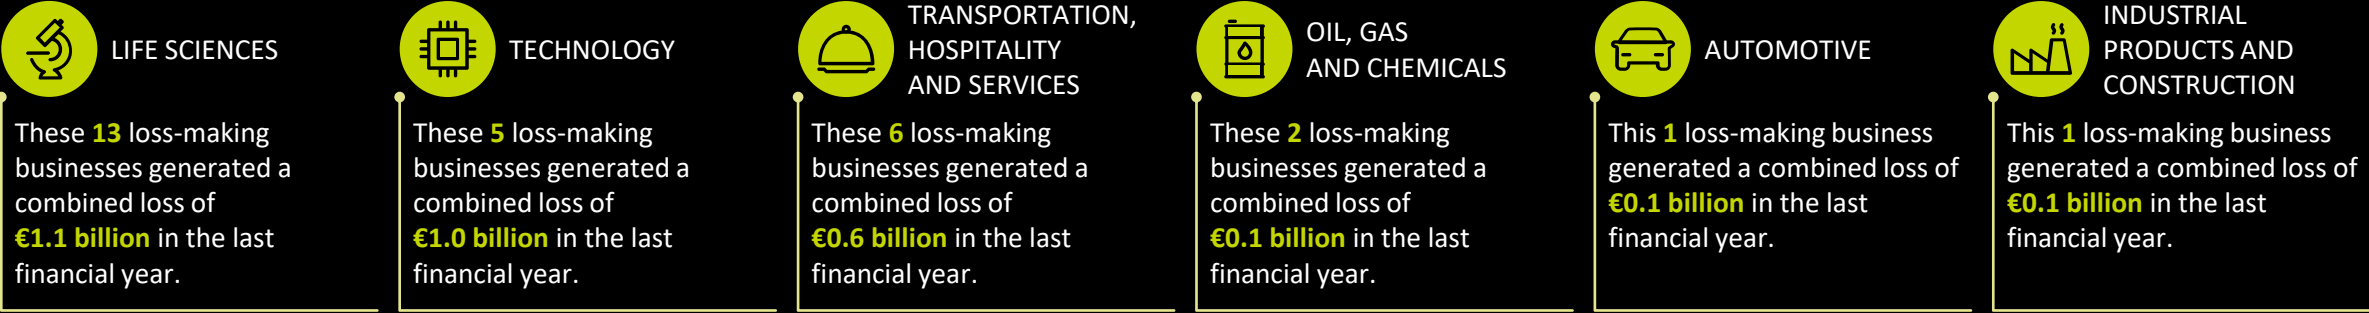 LIFE SCIENCES
These 13 loss-making
businesses generated a
combined loss of
€1.1 billion in the last
financial year.
TECHNOLOGY
These 5 loss-making
businesses generated a
combined loss of
€1.0 billion in the last
financial year.
TRANSPORTATION,
HOSPITALITY
AND SERVICES
These 6 loss-making
businesses generated a
combined loss of
€0.6 billion in the last
financial year.
OIL, GAS
AND CHEMICALS
These 2 loss-making
businesses generated a
combined loss of
€0.1 billion in the last
financial year.
AUTOMOTIVE
This 1 loss-making business
generated a combined loss of
€0.1 billion in the last
financial year.
INDUSTRIAL
PRODUCTS AND
CONSTRUCTION
This 1 loss-making business
generated a combined loss of
€0.1 billion in the last
financial year.